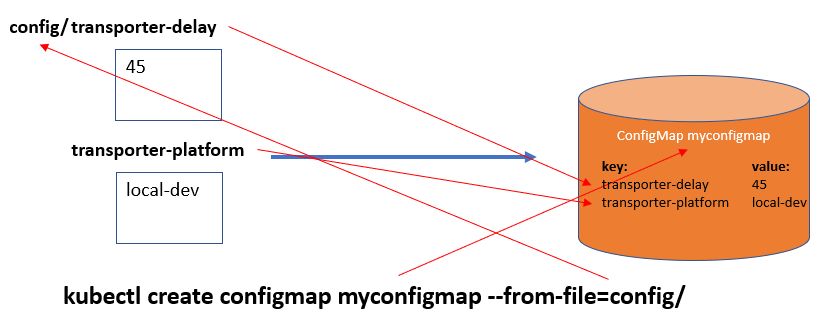 config/transporter-delay
45
transporter-platform
local-dev
ConfigMap myconfigmap
key: value:
transporter-delay 45
transporter-platform local-dev
kubectl create configmap myconfigmap --from-file=config/